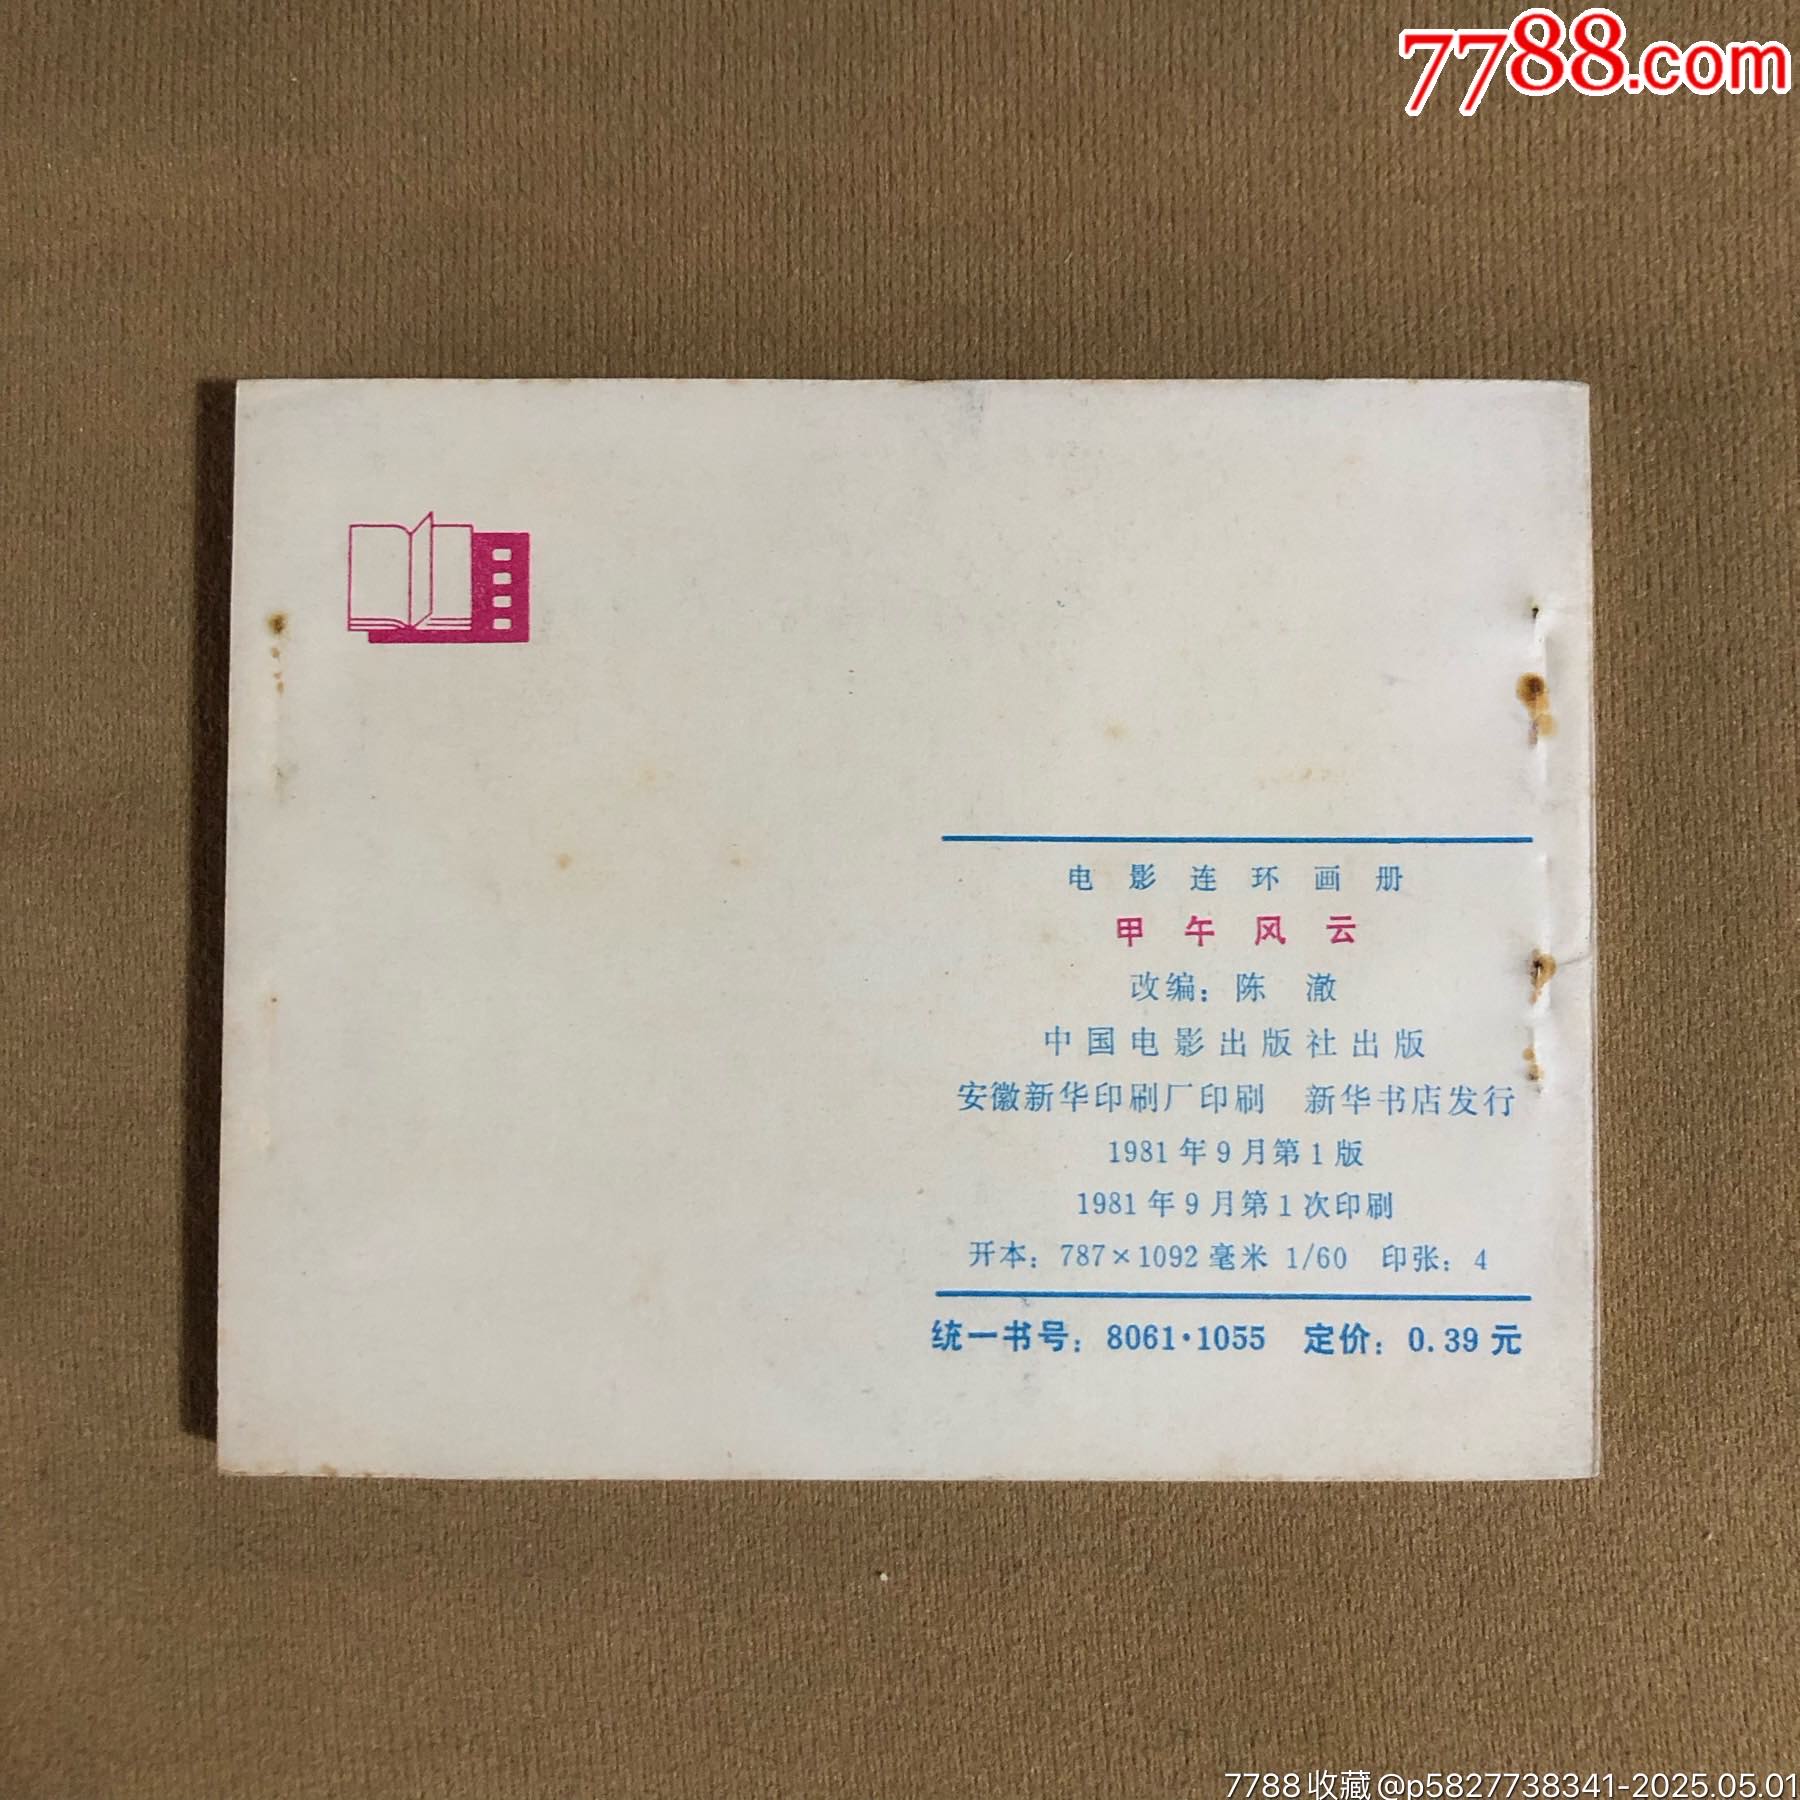 7788.com
电影连环画册
甲午风云
改编：陈 澈
中国电影出版社出版
安徽新华印刷厂印刷 新华书店发行
1981年9月第1版
1981年9月第1次印刷
开本：787×1092毫米 1/60 印张：4
统一书号：8061·1055 定价：0.39元
7788收藏@p5827738341-2025.05.01